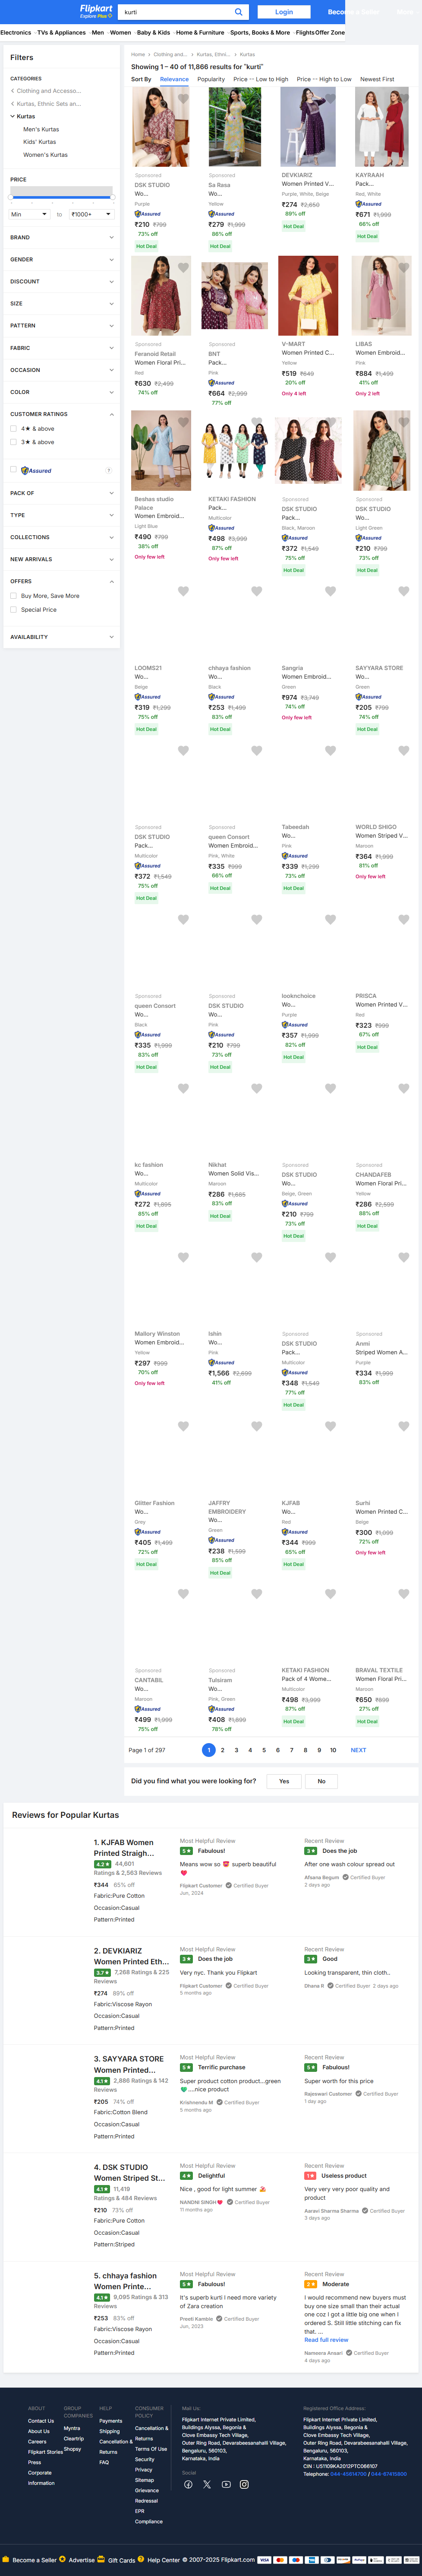 Flipkart
Explore Plus
kurti
Login
Become a Seller
Electronics
TVs & Appliances
Men
Women
Baby & Kids
Home & Furniture
Sports, Books & More
Flights
Offer Zone
Filters
CATEGORIES
Clothing and Accesso...
Kurtas, Ethnic Sets an...
Kurtas
Men's Kurtas
Kids' Kurtas
Women's Kurtas
PRICE
Min to ₹1000+
BRAND
GENDER
DISCOUNT
SIZE
PATTERN
FABRIC
OCCASION
COLOR
CUSTOMER RATINGS
4★ & above
3★ & above
Assured
?
PACK OF
TYPE
COLLECTIONS
NEW ARRIVALS
OFFERS
Buy More, Save More
Special Price
AVAILABILITY
Home
Clothing and...
Kurtas, Ethni...
Kurtas
Showing 1 – 40 of 11,866 results for "kurti"
Sort By
Relevance
Popularity
Price -- Low to High
Price -- High to Low
Newest First
Sponsored
DSK STUDIO
Wo...
Purple
Assured
₹210 ₹799
73% off
Hot Deal
Sponsored
Sa Rasa
Wo...
Yellow
Assured
₹279 ₹1,999
86% off
Hot Deal
DEVKIARIZ
Women Printed V...
Purple, White, Beige
₹274 ₹2,650
89% off
Hot Deal
KAYRAAH
Pack...
Red, White
Assured
₹671 ₹1,999
66% off
Hot Deal
Sponsored
Feranoid Retail
Women Floral Pri...
Red
₹630 ₹2,499
74% off
Sponsored
BNT
Pack...
Pink
Assured
₹664 ₹2,999
77% off
V-MART
Women Printed C...
Yellow
₹519 ₹649
20% off
Only 4 left
LIBAS
Women Embroid...
Pink
₹884 ₹1,499
41% off
Only 2 left
Beshas studio
Palace
Women Embroid...
Light Blue
₹490 ₹799
38% off
Only few left
KETAKI FASHION
Pack...
Multicolor
Assured
₹498 ₹3,999
87% off
Only few left
Sponsored
DSK STUDIO
Pack...
Black, Maroon
Assured
₹372 ₹1,549
75% off
Hot Deal
Sponsored
DSK STUDIO
Wo...
Light Green
Assured
₹210 ₹799
73% off
Hot Deal
LOOMS21
Wo...
Beige
Assured
₹319 ₹1,299
75% off
Hot Deal
chhaya fashion
Wo...
Black
Assured
₹253 ₹1,499
83% off
Hot Deal
Sangria
Women Embroid...
Green
₹974 ₹3,749
74% off
Only few left
SAYYARA STORE
Wo...
Green
Assured
₹205 ₹799
74% off
Hot Deal
Sponsored
DSK STUDIO
Pack...
Multicolor
Assured
₹372 ₹1,549
75% off
Hot Deal
Sponsored
queen Consort
Women Embroid...
Pink, White
₹335 ₹999
66% off
Hot Deal
Tabeedah
Wo...
Pink
Assured
₹339 ₹1,299
73% off
Hot Deal
WORLD SHIGO
Women Striped V...
Maroon
₹364 ₹1,999
81% off
Only few left
Sponsored
queen Consort
Wo...
Black
Assured
₹335 ₹1,999
83% off
Hot Deal
Sponsored
DSK STUDIO
Wo...
Pink
Assured
₹210 ₹799
73% off
Hot Deal
looknchoice
Wo...
Purple
Assured
₹357 ₹1,999
82% off
Hot Deal
PRISCA
Women Printed V...
Red
₹323 ₹999
67% off
Hot Deal
kc fashion
Wo...
Multicolor
Assured
₹272 ₹1,895
85% off
Hot Deal
Nikhat
Women Solid Vis...
Maroon
₹286 ₹1,685
83% off
Hot Deal
Sponsored
DSK STUDIO
Wo...
Beige, Green
Assured
₹210 ₹799
73% off
Hot Deal
Sponsored
CHANDAFEB
Women Floral Pri...
Yellow
₹286 ₹2,599
88% off
Hot Deal
Mallory Winston
Women Embroid...
Yellow
₹297 ₹999
70% off
Only few left
Ishin
Wo...
Pink
Assured
₹1,566 ₹2,699
41% off
Sponsored
DSK STUDIO
Pack...
Multicolor
Assured
₹348 ₹1,549
77% off
Hot Deal
Sponsored
Anmi
Striped Women A...
Purple
₹334 ₹1,999
83% off
Glitter Fashion
Wo...
Grey
Assured
₹405 ₹1,499
72% off
Hot Deal
JAFFRY
EMBROIDERY
Wo...
Green
Assured
₹238 ₹1,599
85% off
Hot Deal
KJFAB
Wo...
Red
Assured
₹344 ₹999
65% off
Hot Deal
Surhi
Women Printed C...
Beige
₹300 ₹1,099
72% off
Only few left
Sponsored
CANTABIL
Wo...
Maroon
Assured
₹499 ₹1,999
75% off
Sponsored
Tulsiram
Wo...
Pink, Green
Assured
₹408 ₹1,899
78% off
KETAKI FASHION
Pack of 4 Wome...
Multicolor
₹498 ₹3,999
87% off
Hot Deal
BRAVAL TEXTILE
Women Floral Pri...
Maroon
₹650 ₹899
27% off
Hot Deal
Page 1 of 297
1 2 3 4 5 6 7 8 9 10 NEXT
Did you find what you were looking for?
Yes
No
Reviews for Popular Kurtas
1. KJFAB Women
Printed Straigh...
4.2★ 44,601
Ratings & 2,563 Reviews
₹344 65% off
Fabric:Pure Cotton
Occasion:Casual
Pattern:Printed
Most Helpful Review
5★ Fabulous!
Means wow so 😍 superb beautiful
❤️
Flipkart Customer Certified Buyer
Jun, 2024
Recent Review
3★ Does the job
After one wash colour spread out
Afsana Begum Certified Buyer
2 days ago
2. DEVKIARIZ
Women Printed Eth...
3.7★ 7,268 Ratings & 225
Reviews
₹274 89% off
Fabric:Viscose Rayon
Occasion:Casual
Pattern:Printed
Most Helpful Review
3★ Does the job
Very nyc. Thank you Flipkart
Flipkart Customer Certified Buyer
5 months ago
Recent Review
3★ Good
Looking transparent, thin cloth..
Dhana R Certified Buyer 2 days ago
3. SAYYARA STORE
Women Printed...
4.1★ 2,886 Ratings & 142
Reviews
₹205 74% off
Fabric:Cotton Blend
Occasion:Casual
Pattern:Printed
Most Helpful Review
5★ Terrific purchase
Super product cotton product...green
💚....nice product
Krishnendu M Certified Buyer
5 months ago
Recent Review
5★ Fabulous!
Super worth for this price
Rajeswari Customer Certified Buyer
1 day ago
4. DSK STUDIO
Women Striped St...
4.1★ 11,419
Ratings & 484 Reviews
₹210 73% off
Fabric:Pure Cotton
Occasion:Casual
Pattern:Striped
Most Helpful Review
4★ Delightful
Nice , good for light summer
NANDNI SINGH Certified Buyer
11 months ago
Recent Review
1★ Useless product
Very very very poor quality and
product
Aaravi Sharma Sharma Certified Buyer
3 days ago
5. chhaya fashion
Women Printe...
4.1★ 9,095 Ratings & 313
Reviews
₹253 83% off
Fabric:Viscose Rayon
Occasion:Casual
Pattern:Printed
Most Helpful Review
5★ Fabulous!
It's superb kurti I need more variety
of Zara creation
Preeti Kamble Certified Buyer
Jun, 2023
Recent Review
3★ Moderate
I would recommend new buyers must
buy one size small than their actual
one coz I got a little big one when I
ordered S. Still little stitching can fix
that. ...
Read full review
Nameera Ansari Certified Buyer
4 days ago
ABOUT
Contact Us
About Us
Careers
Flipkart Stories
Press
Corporate
Information
GROUP
COMPANIES
Myntra
Cleartrip
Shopsy
HELP
Payments
Shipping
Cancellation &
Returns
FAQ
CONSUMER
POLICY
Cancellation &
Returns
Terms Of Use
Security
Privacy
Sitemap
Grievance
Redressal
EPR
Compliance
Mail Us:
Flipkart Internet Private Limited,
Buildings Alyssa, Begonia &
Clove Embassy Tech Village,
Outer Ring Road, Devarabeesanahalli Village,
Bengaluru, 560103,
Karnataka, India
Social:
Registered Office Address:
Flipkart Internet Private Limited,
Buildings Alyssa, Begonia &
Clove Embassy Tech Village,
Outer Ring Road, Devarabeesanahalli Village,
Bengaluru, 560103,
Karnataka, India
CIN : U51109KA2012PTC066107
Telephone: 044-45614700 / 044-67415800
Become a Seller
Advertise
Gift Cards
Help Center
© 2007-2025 Flipkart.com
VISA